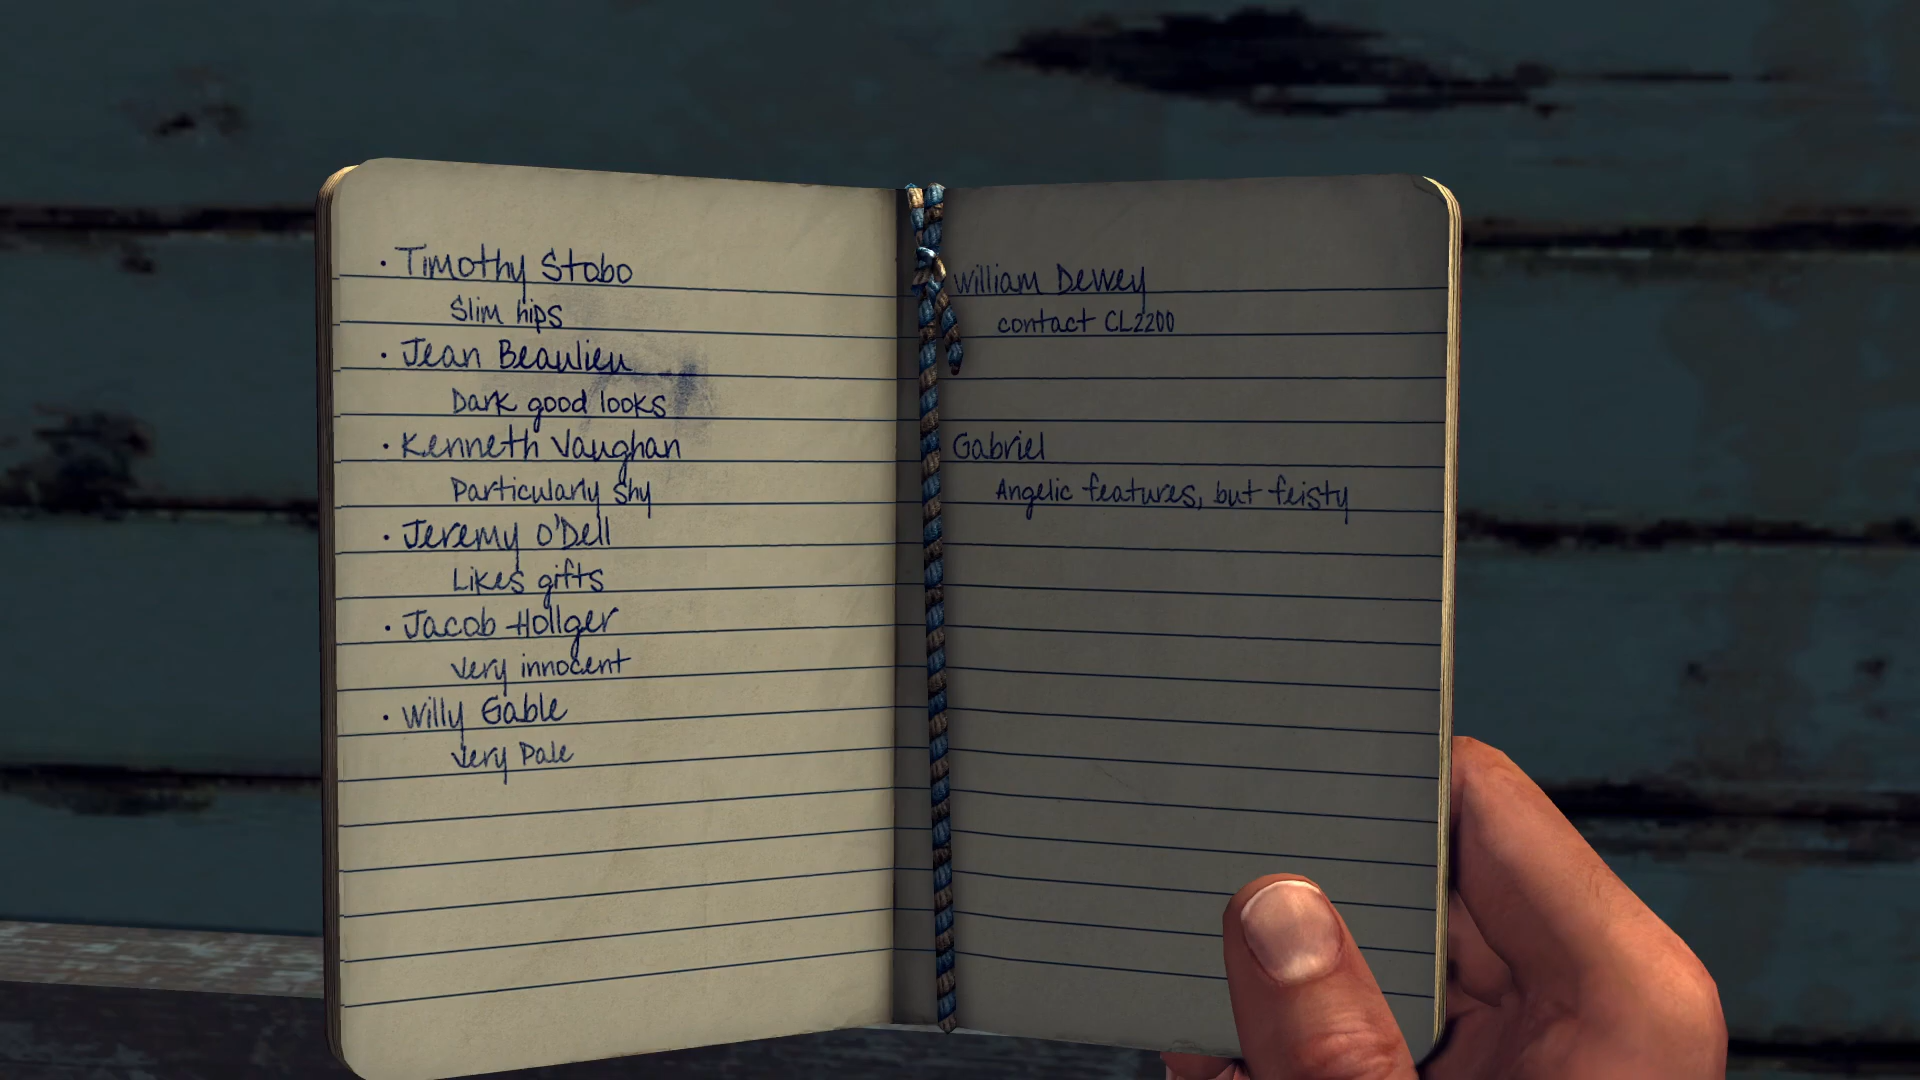 · Timothy Stabo
Slim hips
· Jean Beaulieu
Dark good looks
· Kenneth Vaughan
Particularly shy
· Jeremy O'Dell
Likes gifts
· Jacob Hollger
Very innocent
· Willy Gable
Very Pale
William Dewey
contact CL2200
Gabriel
Angelic features, but feisty